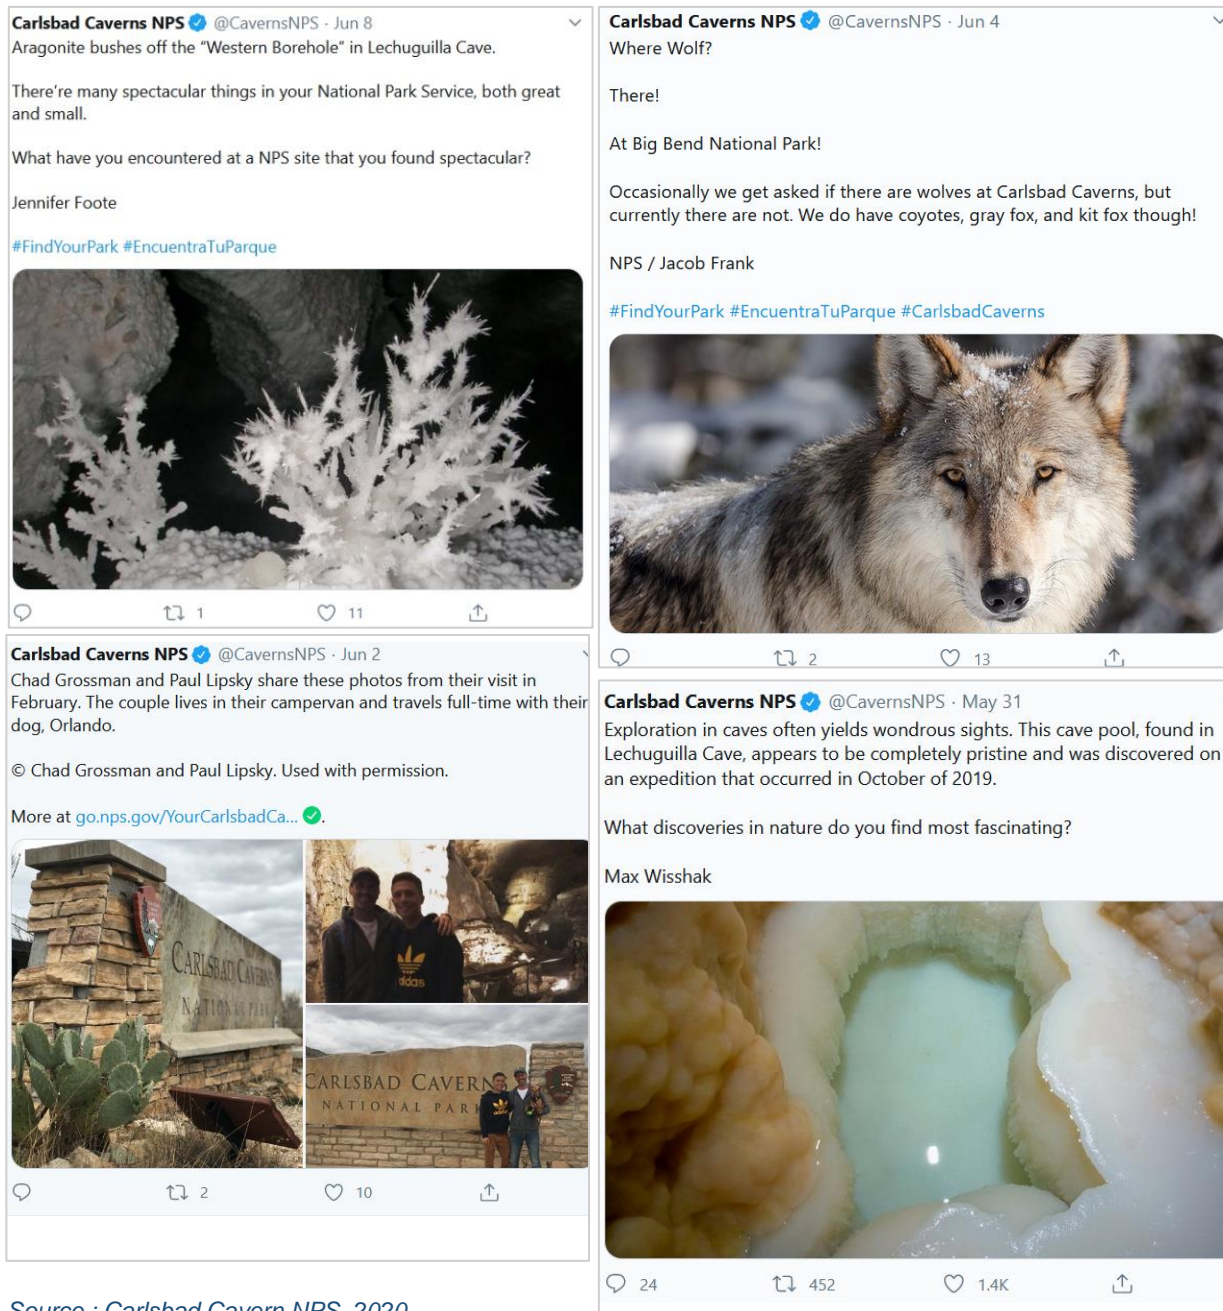 Carlsbad Caverns NPS @CavernsNPS · Jun 8
Aragonite bushes off the “Western Borehole” in Lechuguilla Cave.
There’re many spectacular things in your National Park Service, both great
and small.
What have you encountered at a NPS site that you found spectacular?
Jennifer Foote
#FindYourPark #EncuentraTuParque
1 11
Carlsbad Caverns NPS @CavernsNPS · Jun 4
Where Wolf?
There!
At Big Bend National Park!
Occasionally we get asked if there are wolves at Carlsbad Caverns, but
currently there are not. We do have coyotes, gray fox, and kit fox though!
NPS / Jacob Frank
#FindYourPark #EncuentraTuParque #CarlsbadCaverns
2 13
Carlsbad Caverns NPS @CavernsNPS · Jun 2
Chad Grossman and Paul Lipsky share these photos from their visit in
February. The couple lives in their campervan and travels full-time with their
dog, Orlando.
© Chad Grossman and Paul Lipsky. Used with permission.
More at go.nps.gov/YourCarlsbadCa... .
CARLSBAD CAVERNS
NATIONAL PARK
adidas
CARLSBAD CAVERNS
NATIONAL PARK
2 10
Carlsbad Caverns NPS @CavernsNPS · May 31
Exploration in caves often yields wondrous sights. This cave pool, found in
Lechuguilla Cave, appears to be completely pristine and was discovered on
an expedition that occurred in October of 2019.
What discoveries in nature do you find most fascinating?
Max Wisshak
24 452 1.4K
Source : Carlsbad Cavern NPS, 2020